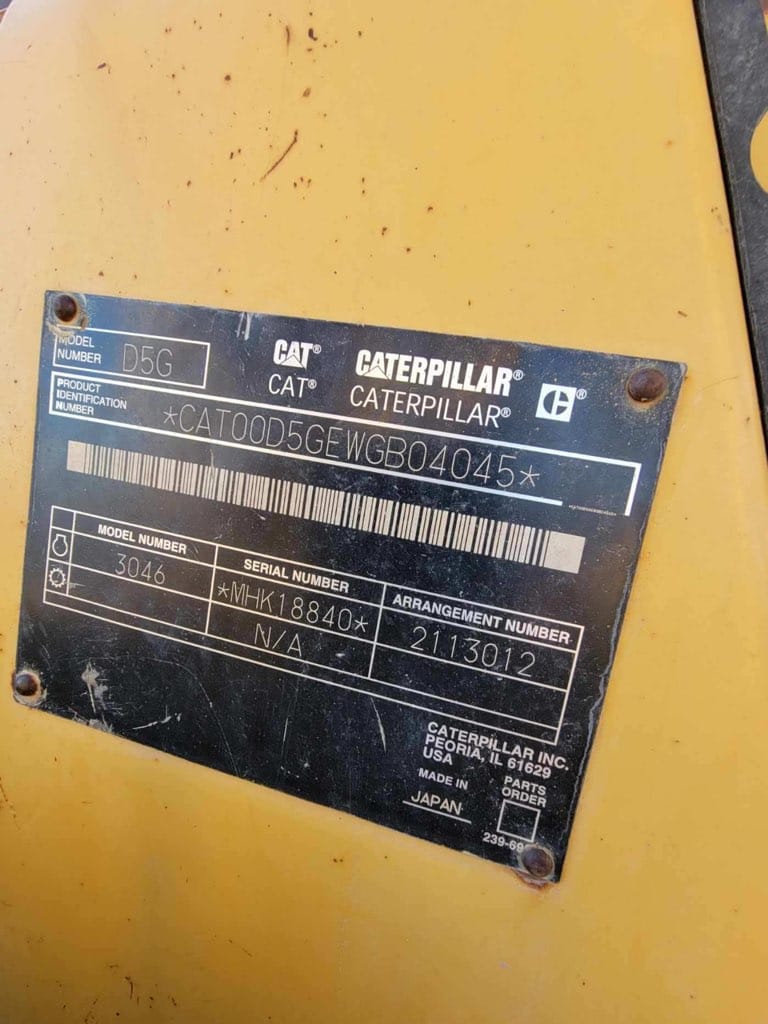 MODEL NUMBER D5G
CAT® CATERPILLAR®
CAT® CATERPILLAR®
PRODUCT IDENTIFICATION NUMBER *CAT00D5GEWGB04045*
MODEL NUMBER SERIAL NUMBER ARRANGEMENT NUMBER
3046 *MHK18840* 2113012
N/A
CATERPILLAR INC.
PEORIA, IL 61629
USA
MADE IN JAPAN
PARTS ORDER